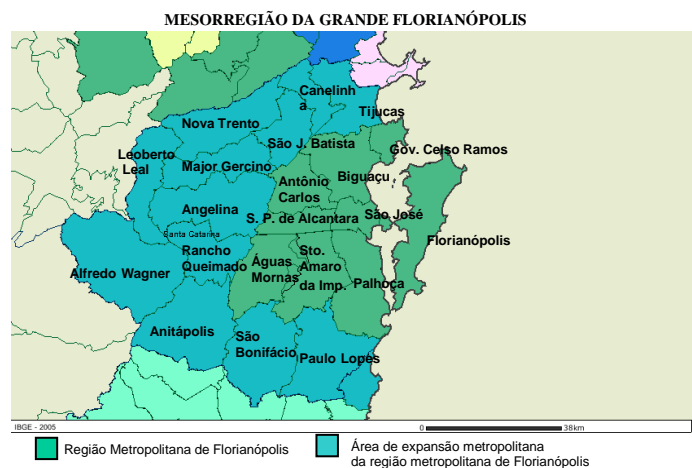 MESORREGIÃO DA GRANDE FLORIANÓPOLIS
Canelinh
a
Tijucas
Nova Trento
São J. Batista
Gov. Celso Ramos
Leoberto
Leal
Major Gercino
Biguaçu
Antônio
Carlos
Angelina
S. P. de Alcantara
São José
Santa Catarina
Florianópolis
Rancho
Queimado
Águas
Mornas
Sto.
Amaro
da Imp.
Palhoça
Alfredo Wagner
Anitápolis
São
Bonifácio
Paulo Lopes
IBGE - 2005
0 38km
Região Metropolitana de Florianópolis
Área de expansão metropolitana
da região metropolitana de Florianópolis